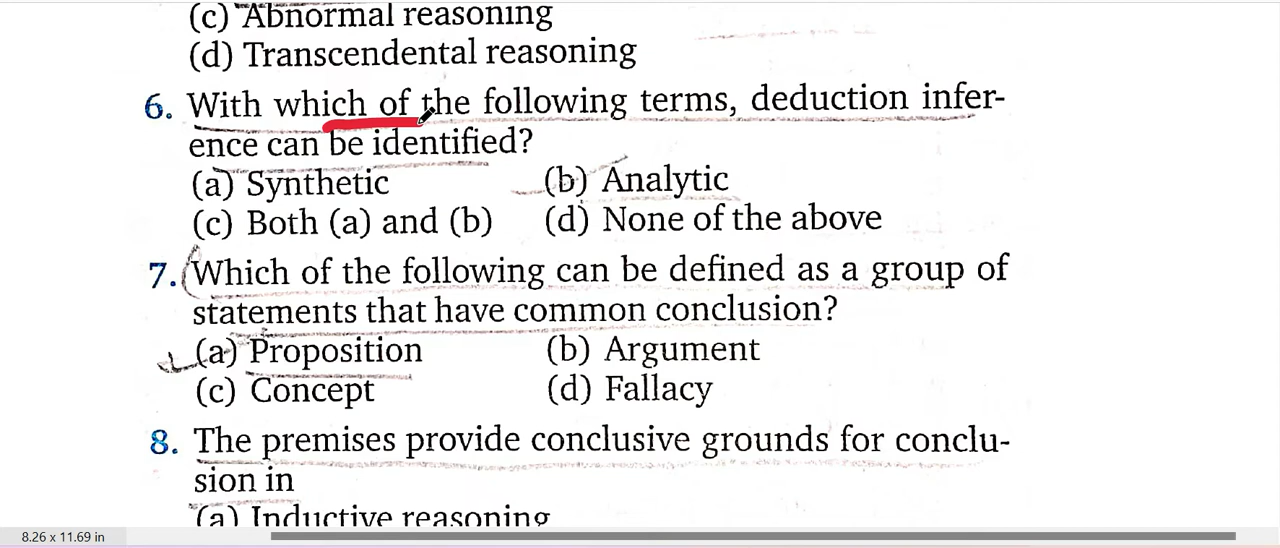 (c) Abnormal reasoning
(d) Transcendental reasoning
6. With which of the following terms, deduction infer-
ence can be identified?
(a) Synthetic (b) Analytic
(c) Both (a) and (b) (d) None of the above
7. Which of the following can be defined as a group of
statements that have common conclusion?
(a) Proposition (b) Argument
(c) Concept (d) Fallacy
8. The premises provide conclusive grounds for conclu-
sion in
(a) Inductive reasoning
8.26 x 11.69 in